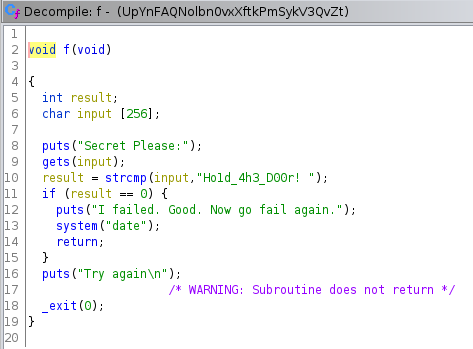 Decompile: f - (UpYnFAQNolbn0vxXftkPmSykV3QvZt)
1
2 void f(void)
3
4 {
5 int result;
6 char input [256];
7
8 puts("Secret Please:");
9 gets(input);
10 result = strcmp(input,"Ho1d_4h3_D00r! ");
11 if (result == 0) {
12 puts("I failed. Good. Now go fail again.");
13 system("date");
14 return;
15 }
16 puts("Try again\n");
17 /* WARNING: Subroutine does not return */
18 _exit(0);
19 }
20